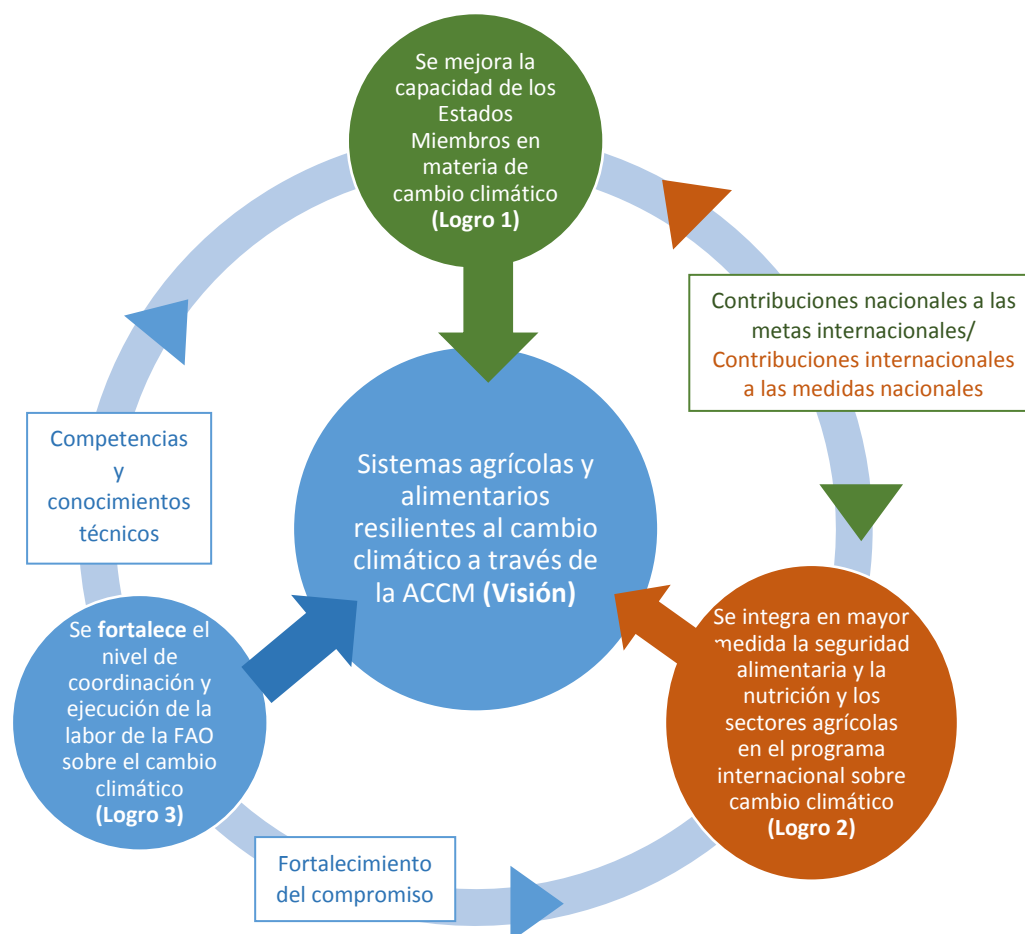 Se mejora la
capacidad de los
Estados
Miembros en
materia de
cambio climático
(Logro 1)
Contribuciones nacionales a las
metas internacionales/
Contribuciones internacionales
a las medidas nacionales
Competencias
y
conocimientos
técnicos
Sistemas agrícolas y
alimentarios
resilientes al cambio
climático a través de
la ACCM (Visión)
Se fortalece el
nivel de
coordinación y
ejecución de la
labor de la FAO
sobre el cambio
climático
(Logro 3)
Se integra en mayor
medida la seguridad
alimentaria y la
nutrición y los
sectores agrícolas
en el programa
internacional sobre
cambio climático
(Logro 2)
Fortalecimiento
del compromiso